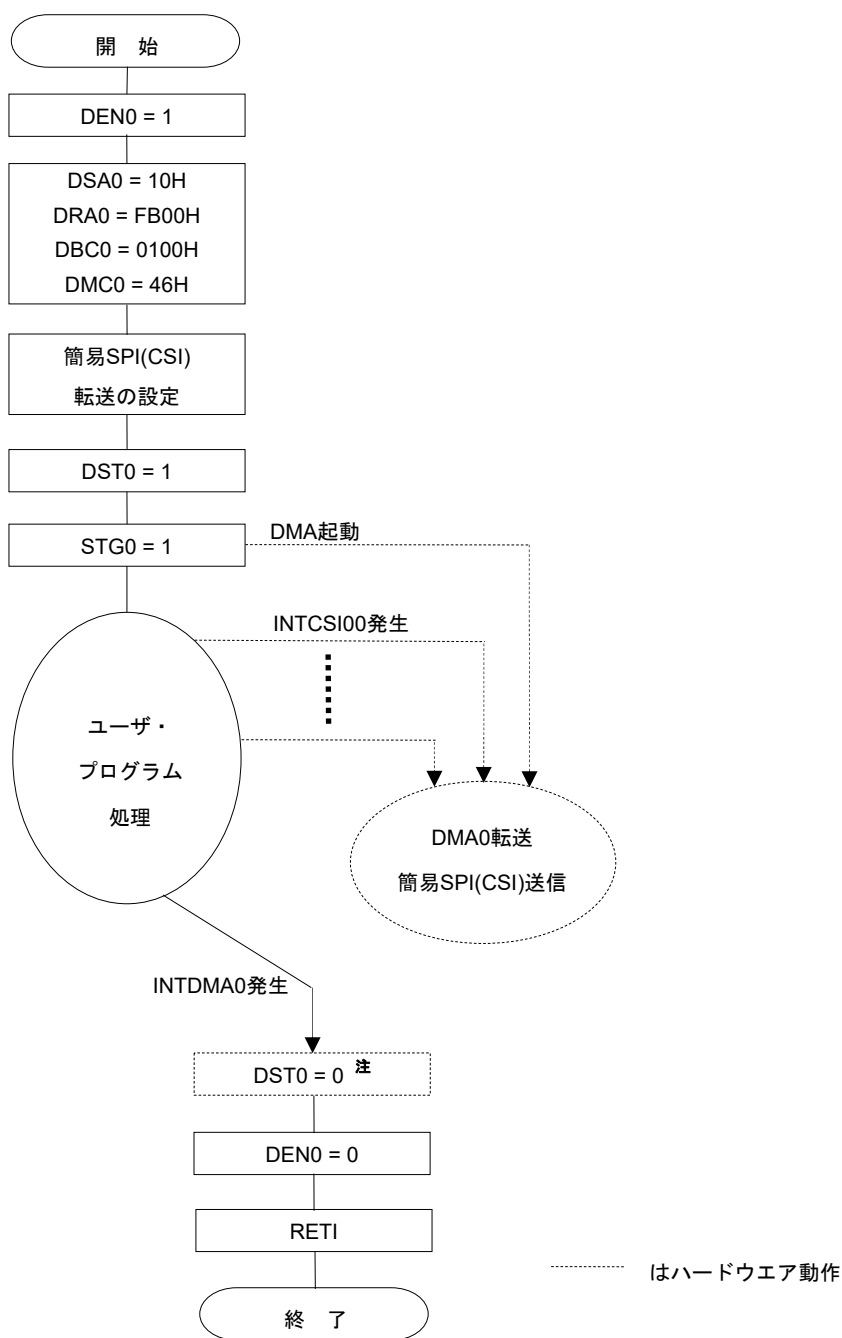 開 始
DEN0 = 1
DSA0 = 10H
DRA0 = FB00H
DBC0 = 0100H
DMC0 = 46H
簡易SPI(CSI)
転送の設定
DST0 = 1
STG0 = 1
DMA起動
INTCSI00発生
ユーザ・
プログラム
処理
DMA0転送
簡易SPI(CSI)送信
INTDMA0発生
DST0 = 0 注
DEN0 = 0
RETI
はハードウエア動作
終 了